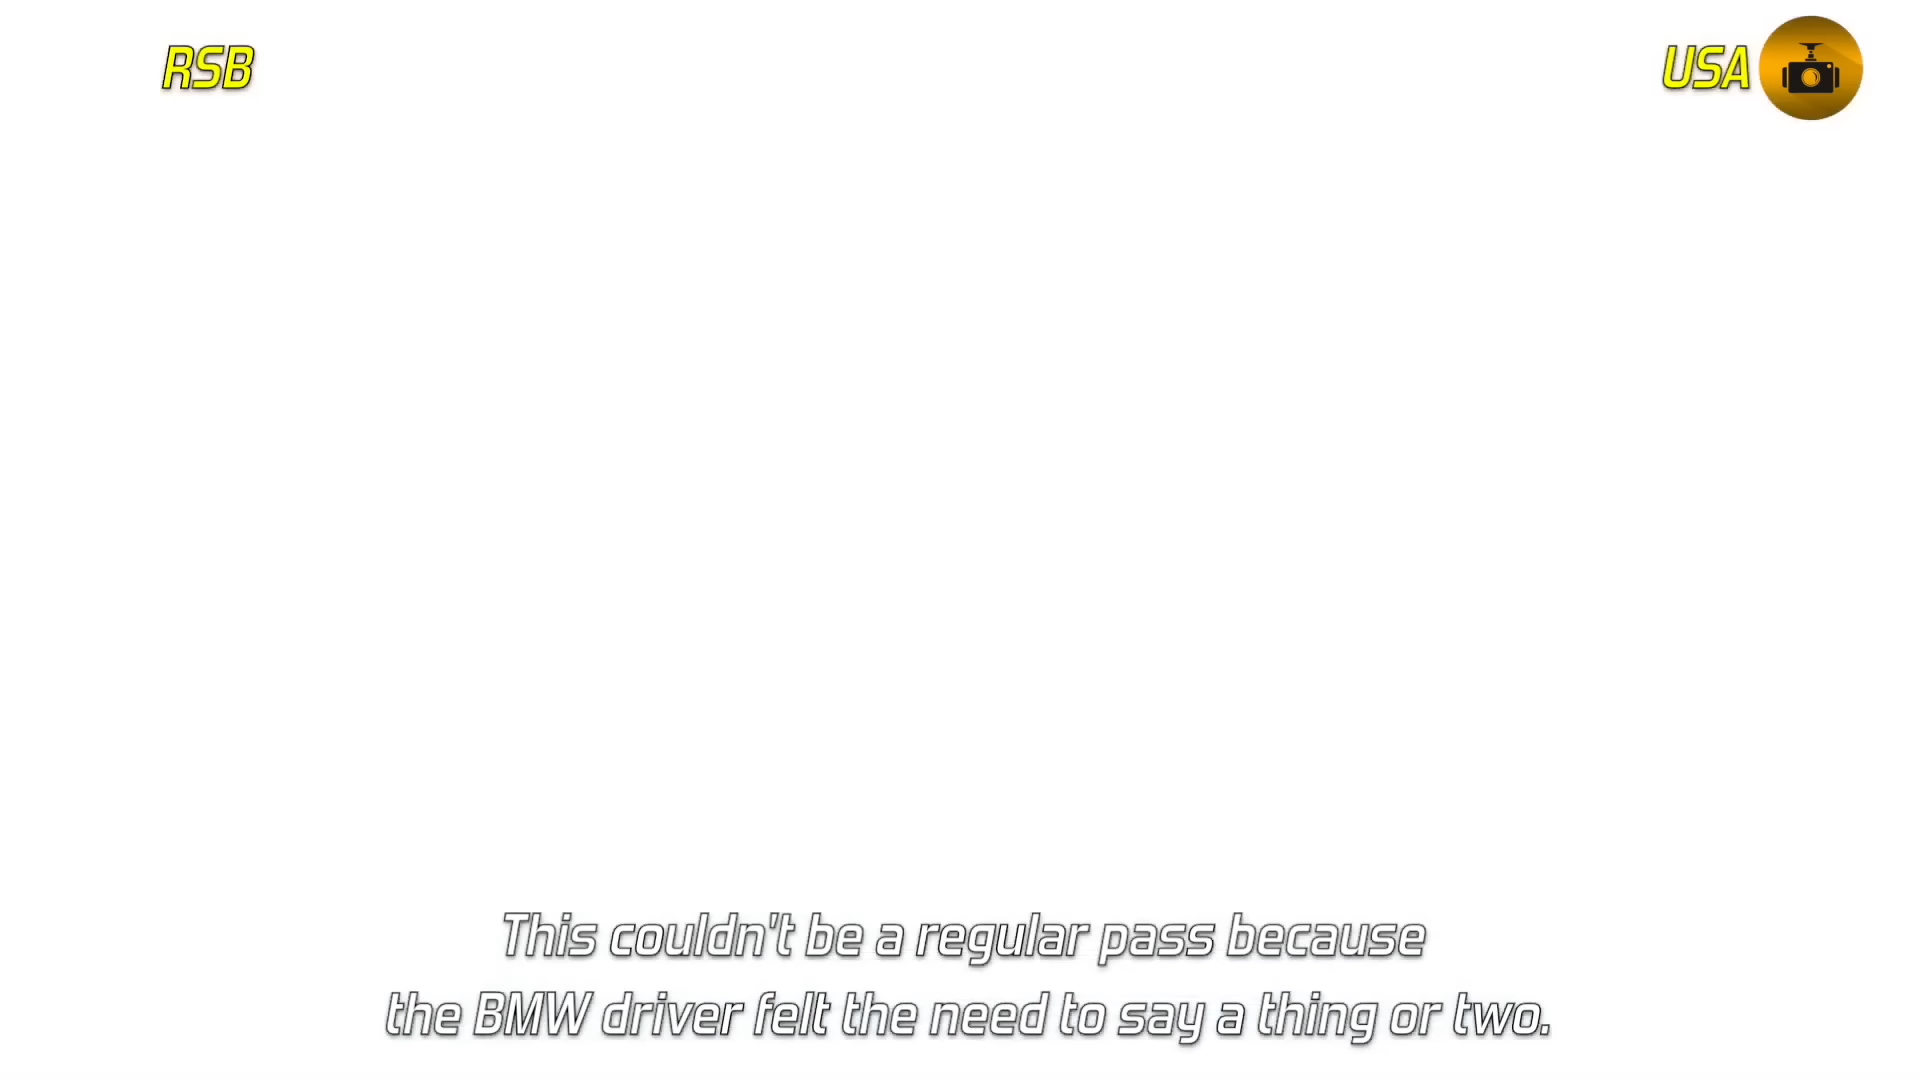 RSB
USA
This couldn't be a regular pass because
the BMW driver felt the need to say a thing or two.